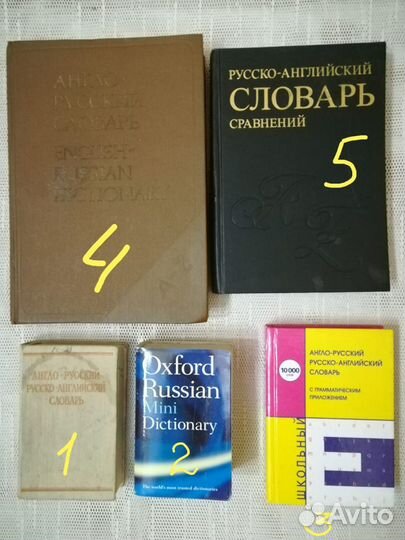 АНГЛО-
РУССКИЙ
СЛОВАРЬ
ENGLISH-
RUSSIAN
DICTIONARY
4
РУССКО-АНГЛИЙСКИЙ
СЛОВАРЬ
СРАВНЕНИЙ
5
АНГЛО-РУССКИЙ
РУССКО-АНГЛИЙСКИЙ
СЛОВАРЬ
1
Oxford
Russian
Mini
Dictionary
2
The world's most trusted dictionaries
10 000
АНГЛО-РУССКИЙ
РУССКО-АНГЛИЙСКИЙ
СЛОВАРЬ
С ГРАММАТИЧЕСКИМ
ПРИЛОЖЕНИЕМ
ШКОЛЬНЫЙ
E
3
Avito